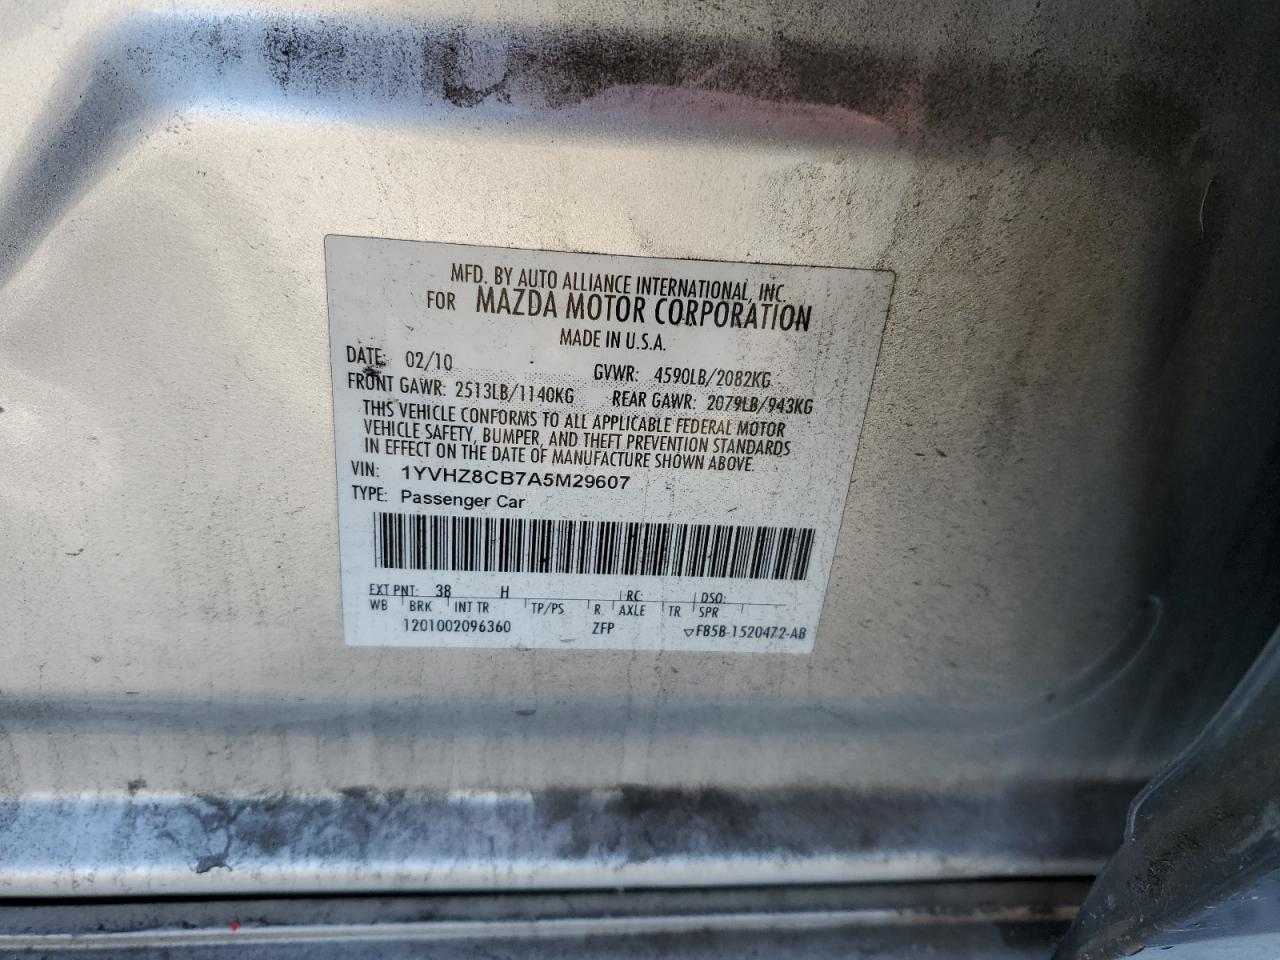 MFD. BY AUTO ALLIANCE INTERNATIONAL, INC.
FOR MAZDA MOTOR CORPORATION
MADE IN U.S.A.
DATE: 02/10 GVWR: 4590LB/2082KG
FRONT GAWR: 2513LB/1140KG REAR GAWR: 2079LB/943KG
THIS VEHICLE CONFORMS TO ALL APPLICABLE FEDERAL MOTOR
VEHICLE SAFETY, BUMPER, AND THEFT PREVENTION STANDARDS
IN EFFECT ON THE DATE OF MANUFACTURE SHOWN ABOVE.
VIN: 1YVHZ8CB7A5M29607
TYPE: Passenger Car
EXT PNT: 38 H RC: DSO:
WB BRK INT TR TP/PS R AXLE TR SPR
1201002096360 ZFP ▽FB5B-1520472-AB